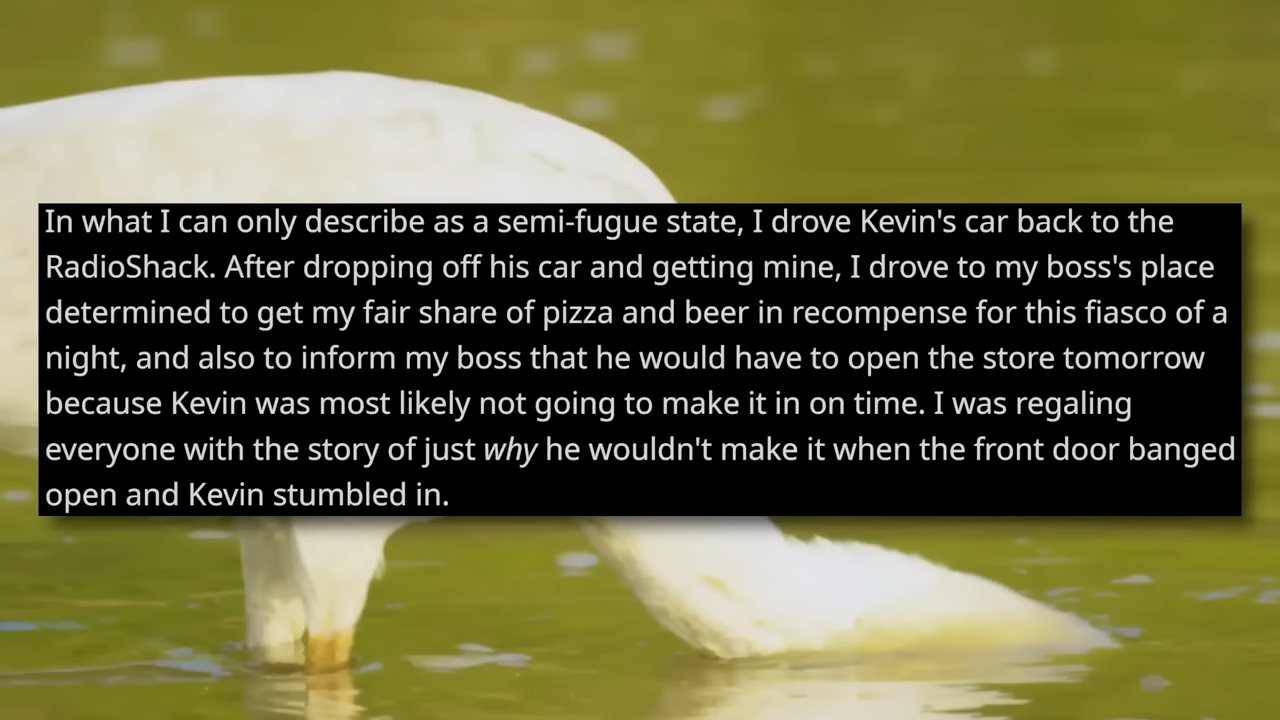 In what I can only describe as a semi-fugue state, I drove Kevin's car back to the
RadioShack. After dropping off his car and getting mine, I drove to my boss's place
determined to get my fair share of pizza and beer in recompense for this fiasco of a
night, and also to inform my boss that he would have to open the store tomorrow
because Kevin was most likely not going to make it in on time. I was regaling
everyone with the story of just why he wouldn't make it when the front door banged
open and Kevin stumbled in.